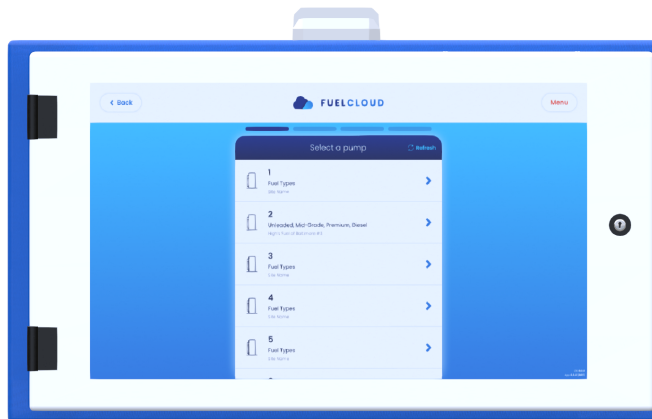 Back
FUELCLOUD
Menu
Select a pump
Refresh
1
Fuel Types
Site Name
2
Unleaded, Mid-Grade, Premium, Diesel
3
Fuel Types
Site Name
4
Fuel Types
Site Name
5
Fuel Types
Site Name